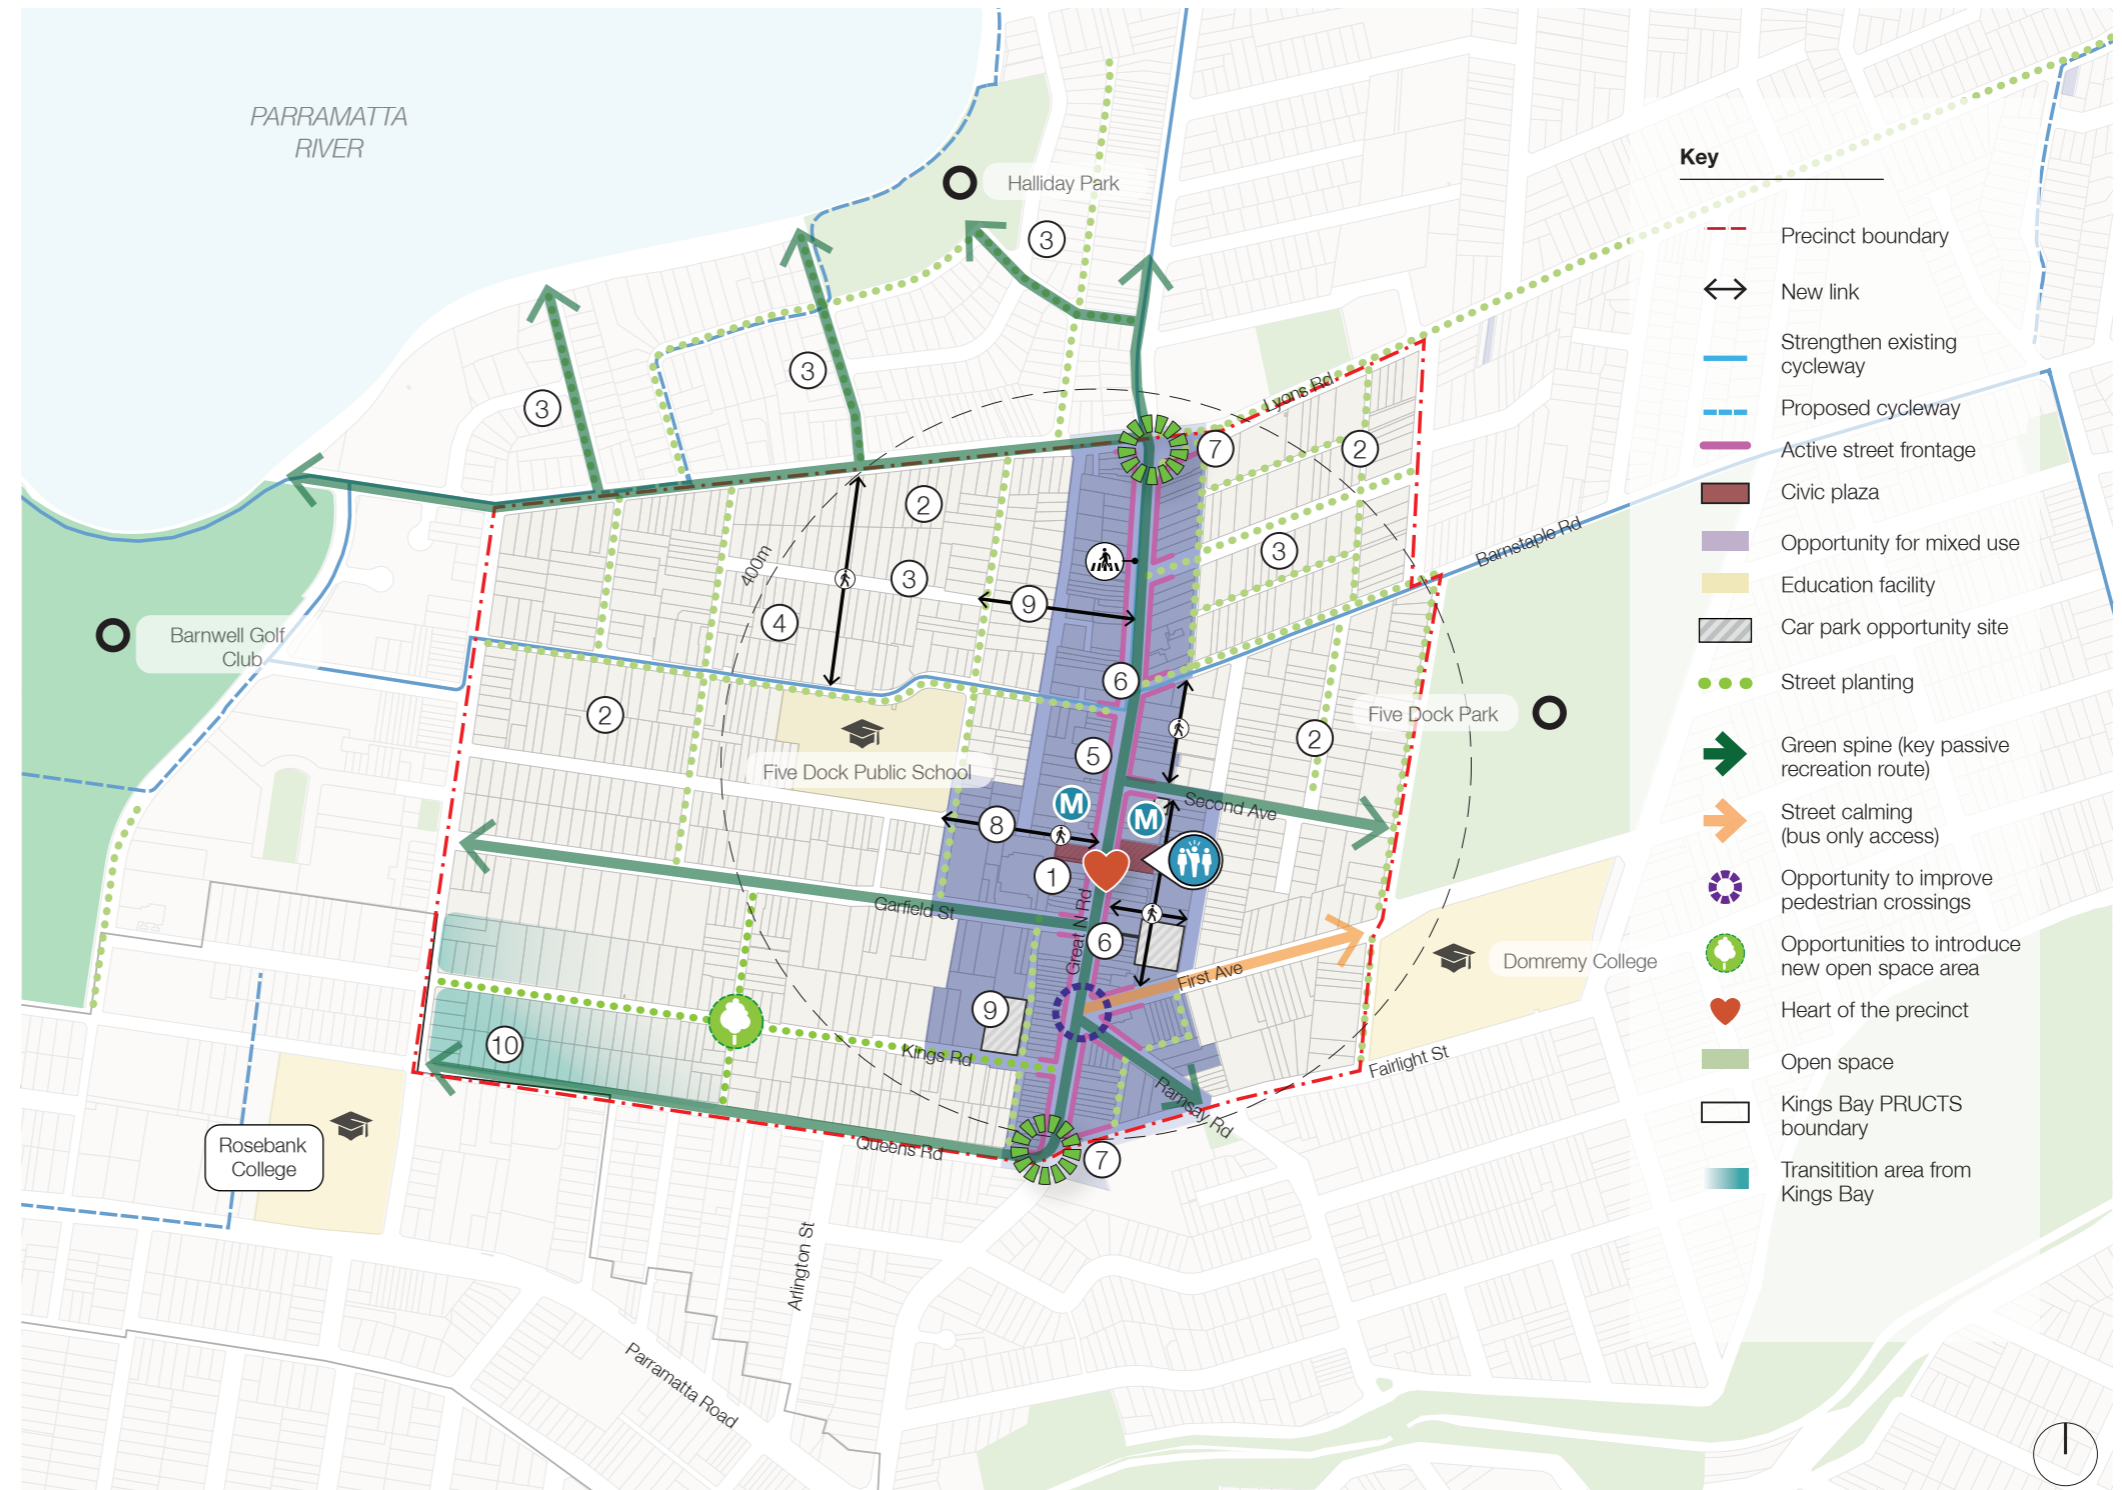 PARRAMATTA
RIVER
Halliday Park
3
3
3
Lyons Rd
7
2
2
3
400m
3
9
4
Barnstaple Rd
Barnwell Golf
Club
6
2
Five Dock Park
2
5
Five Dock Public School
M
M
Second Ave
8
1
Garfield St
Great N Rd
6
First Ave
Domremy College
9
10
Kings Rd
Fairlight St
Ramsay Rd
Queens Rd
7
Rosebank
College
Arlington St
Parramatta Road
Key
Precinct boundary
New link
Strengthen existing
cycleway
Proposed cycleway
Active street frontage
Civic plaza
Opportunity for mixed use
Education facility
Car park opportunity site
Street planting
Green spine (key passive
recreation route)
Street calming
(bus only access)
Opportunity to improve
pedestrian crossings
Opportunities to introduce
new open space area
Heart of the precinct
Open space
Kings Bay PRUCTS
boundary
Transitition area from
Kings Bay